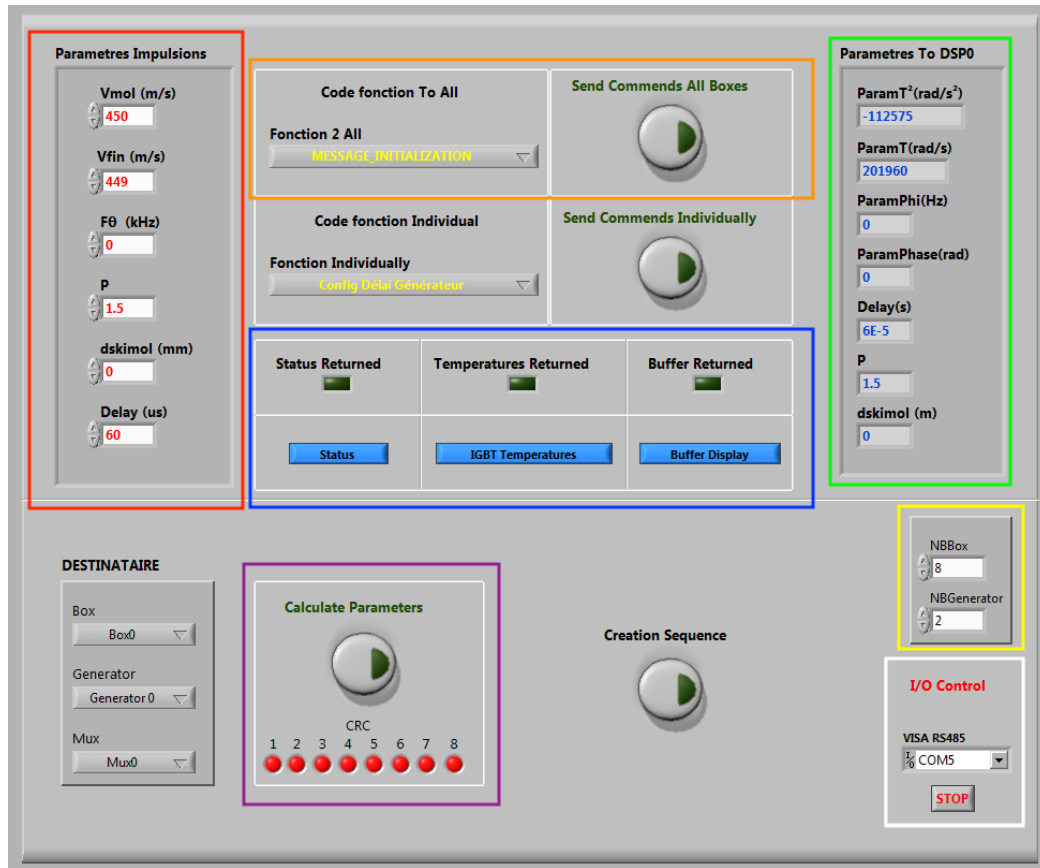 Parametres Impulsions
Vmol (m/s)
450
Vfin (m/s)
449
Fθ (kHz)
0
P
1.5
dskimol (mm)
0
Delay (us)
60
Code fonction To All
Fonction 2 All
MESSAGE_INITIALIZATION
Send Commends All Boxes
Code fonction Individual
Fonction Individually
Config Délai Générateur
Send Commends Individually
Status Returned
Temperatures Returned
Buffer Returned
Status
IGBT Temperatures
Buffer Display
Parametres To DSP0
ParamT²(rad/s²)
-112575
ParamT(rad/s)
201960
ParamPhi(Hz)
0
ParamPhase(rad)
0
Delay(s)
6E-5
P
1.5
dskimol (m)
0
DESTINATAIRE
Box
Box0
Generator
Generator 0
Mux
Mux0
Calculate Parameters
CRC
1 2 3 4 5 6 7 8
Creation Sequence
NBBox
8
NBGenerator
2
I/O Control
VISA RS485
I/O COM5
STOP